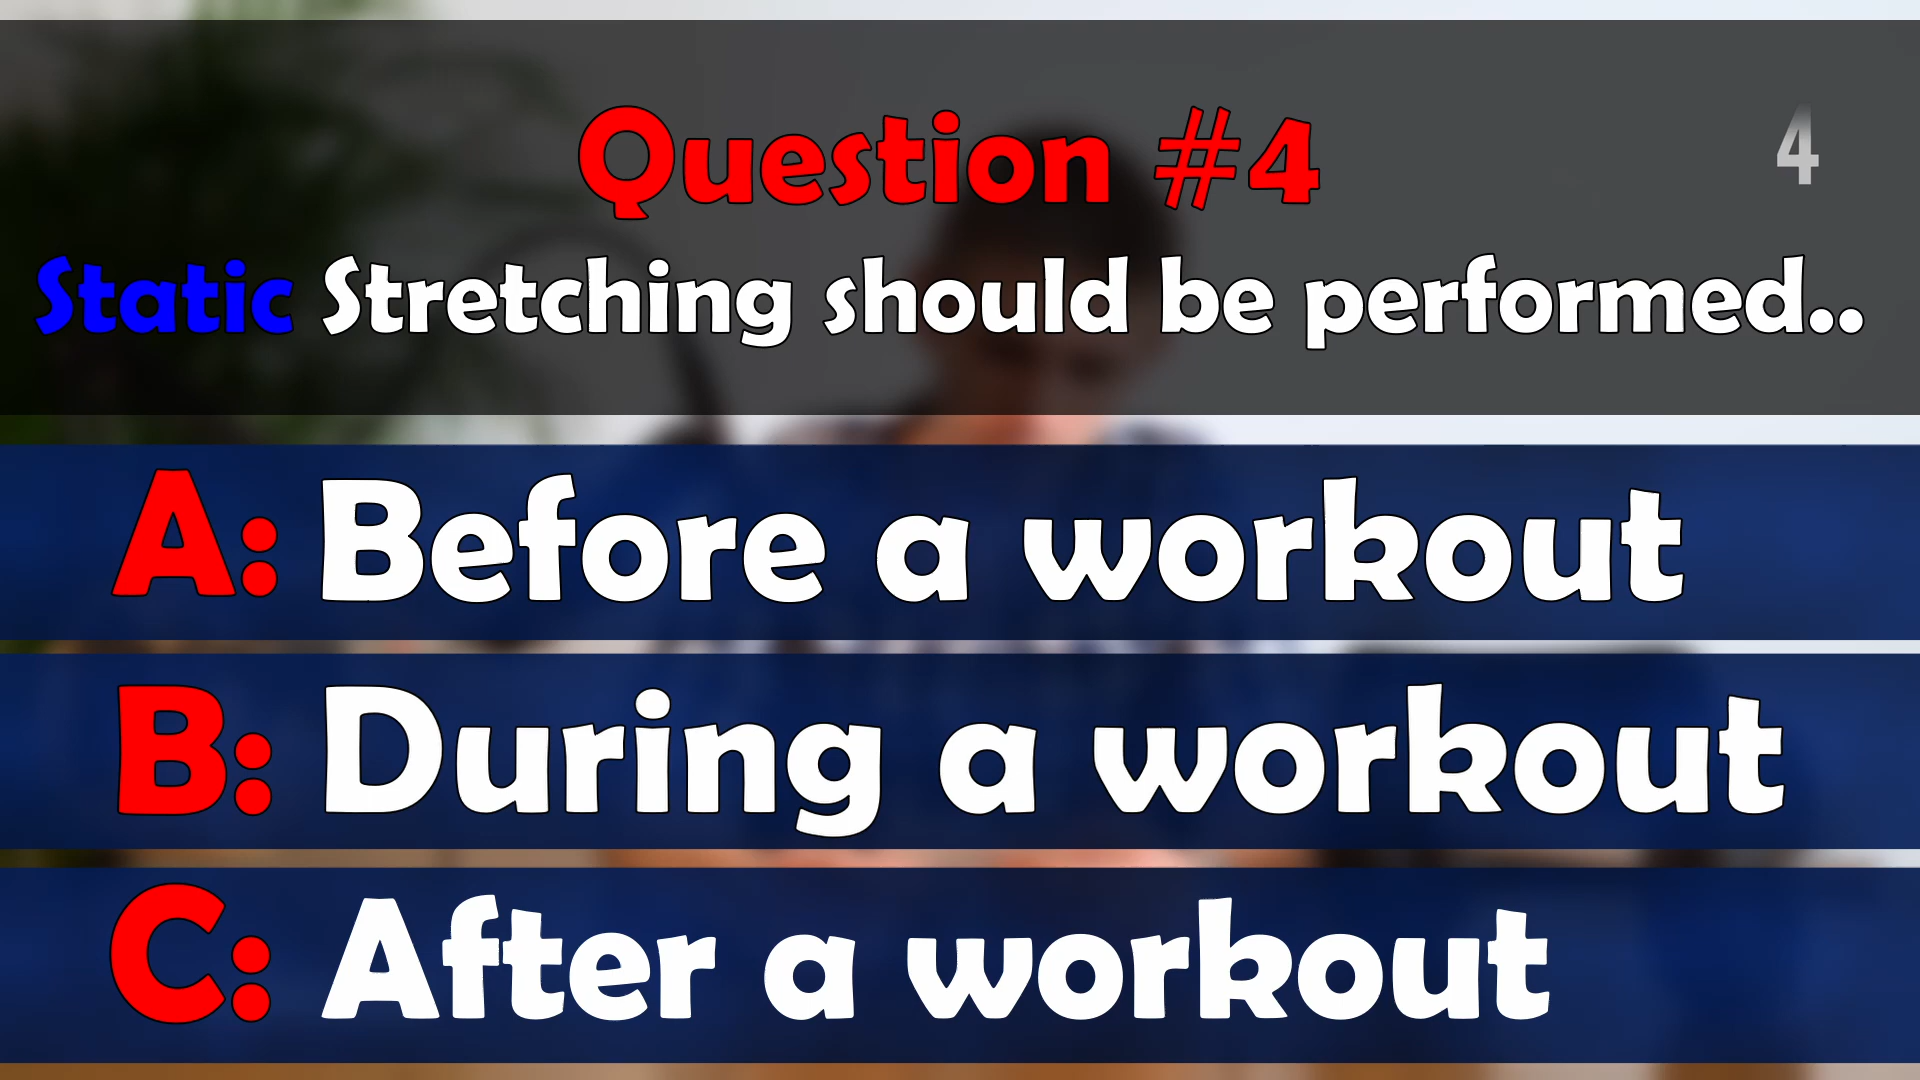 Question #4
4
Static Stretching should be performed..
A: Before a workout
B: During a workout
C: After a workout